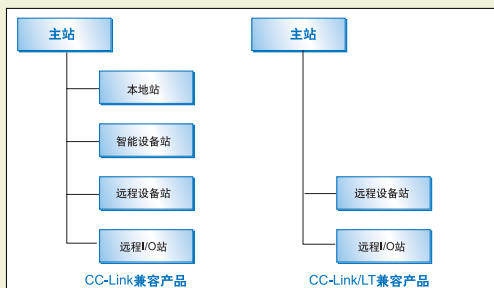 主站
本地站
智能设备站
远程设备站
远程I/O站
CC-Link兼容产品
主站
远程设备站
远程I/O站
CC-Link/LT兼容产品